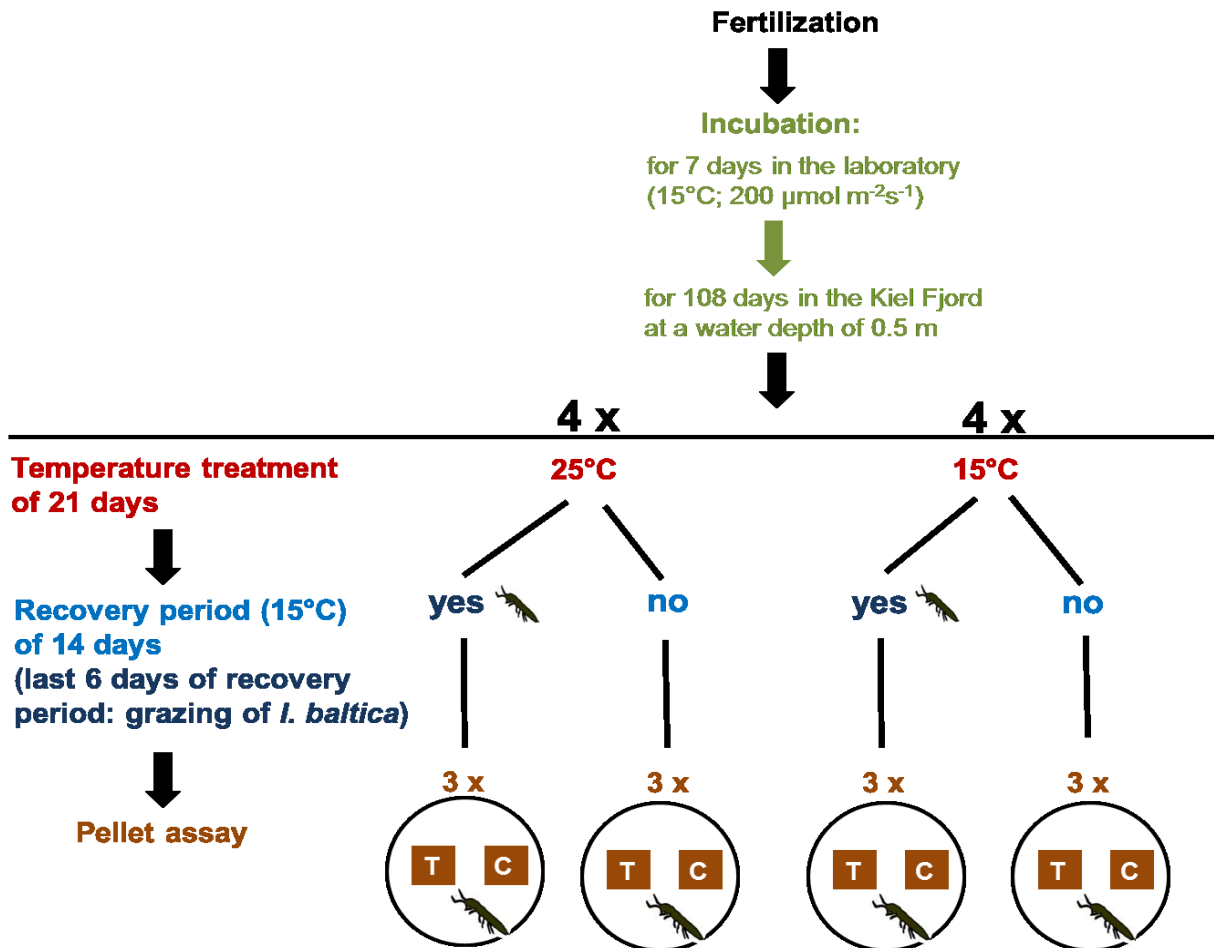 Fertilization
Incubation:
for 7 days in the laboratory
(15°C; 200 µmol m⁻²s⁻¹)
for 108 days in the Kiel Fjord
at a water depth of 0.5 m
4 x
4 x
Temperature treatment
of 21 days
25°C
15°C
Recovery period (15°C)
of 14 days
(last 6 days of recovery
period: grazing of I. baltica)
yes
no
yes
no
Pellet assay
3 x
3 x
3 x
3 x
T C
T C
T C
T C